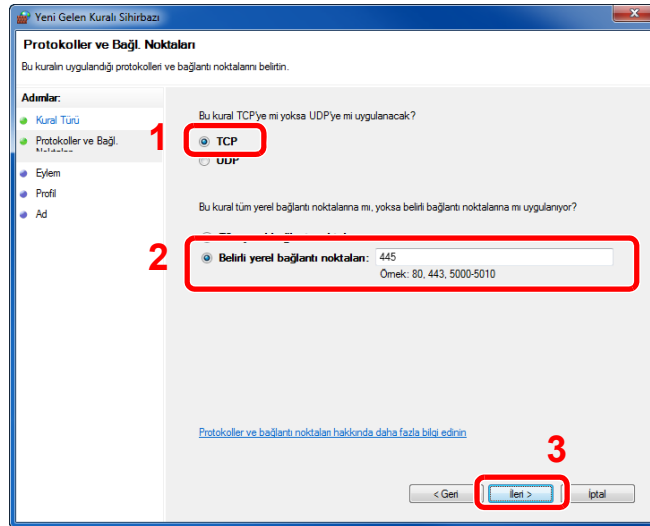 Yeni Gelen Kuralı Sihirbazı
Protokoller ve Bağl. Noktaları
Bu kuralın uygulandığı protokolleri ve bağlantı noktalarını belirtin.
Adımlar:
Kural Türü
Protokoller ve Bağl.
Eylem
Profil
Ad
Bu kural TCP'ye mi yoksa UDP'ye mi uygulanacak?
1
TCP
UDP
Bu kural tüm yerel bağlantı noktalarına mı, yoksa belirli bağlantı noktalarına mı uygulanıyor?
2
Belirli yerel bağlantı noktaları: 445
Örnek: 80, 443, 5000-5010
Protokoller ve bağlantı noktaları hakkında daha fazla bilgi edinin
3
< Geri İleri > İptal